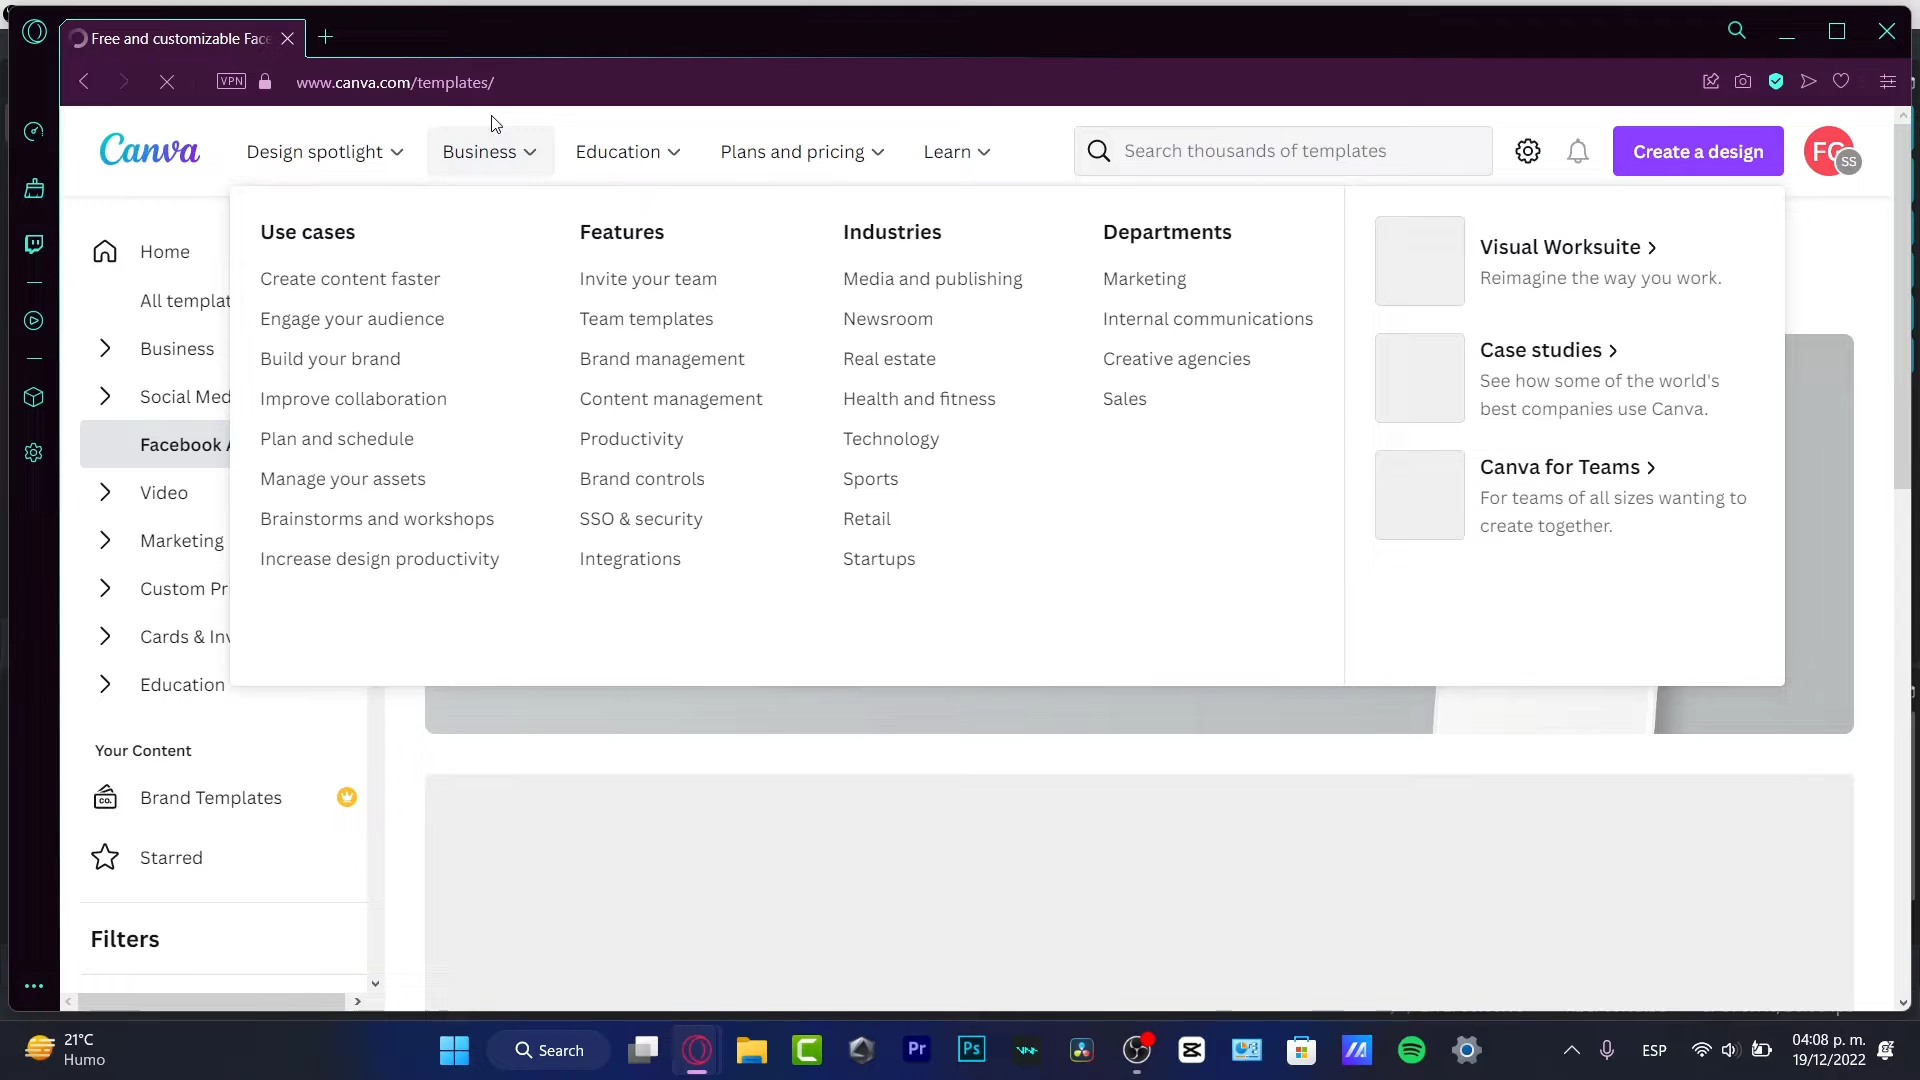 Free and customizable Face
VPN
www.canva.com/templates/
Canva
Design spotlight
Business
Education
Plans and pricing
Learn
Search thousands of templates
Create a design
FC
SS
Home
All templat
Business
Social Med
Facebook A
Video
Marketing
Custom Pr
Cards & Inv
Education
Your Content
Brand Templates
CO.
Starred
Filters
Use cases
Create content faster
Engage your audience
Build your brand
Improve collaboration
Plan and schedule
Manage your assets
Brainstorms and workshops
Increase design productivity
Features
Invite your team
Team templates
Brand management
Content management
Productivity
Brand controls
SSO & security
Integrations
Industries
Media and publishing
Newsroom
Real estate
Health and fitness
Technology
Sports
Retail
Startups
Departments
Marketing
Internal communications
Creative agencies
Sales
Visual Worksuite
Reimagine the way you work.
Case studies
See how some of the world's
best companies use Canva.
Canva for Teams
For teams of all sizes wanting to
create together.
21°C
Humo
Search
Pr
Ps
ESP
04:08 p. m.
19/12/2022